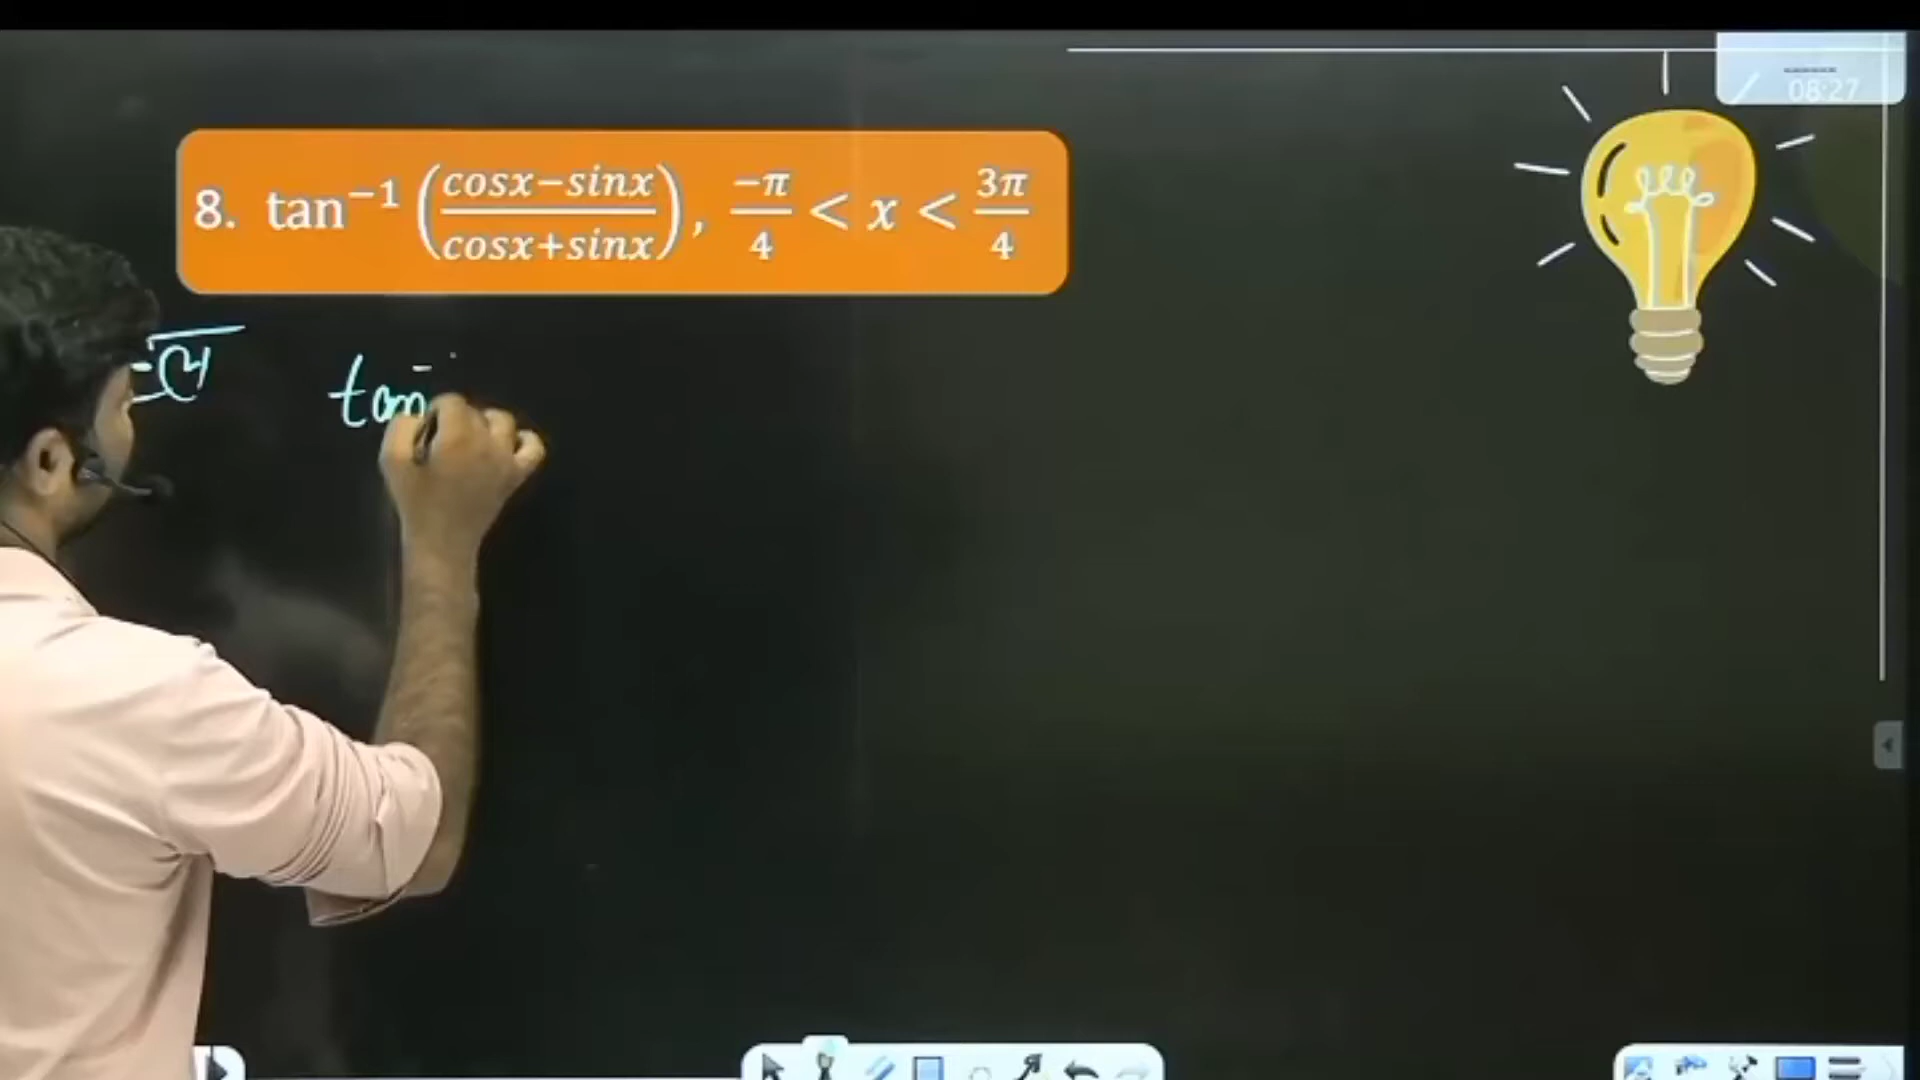 08:27
8. tan⁻¹ (cosx−sinx / cosx+sinx), −π/4 < x < 3π/4
tan⁻